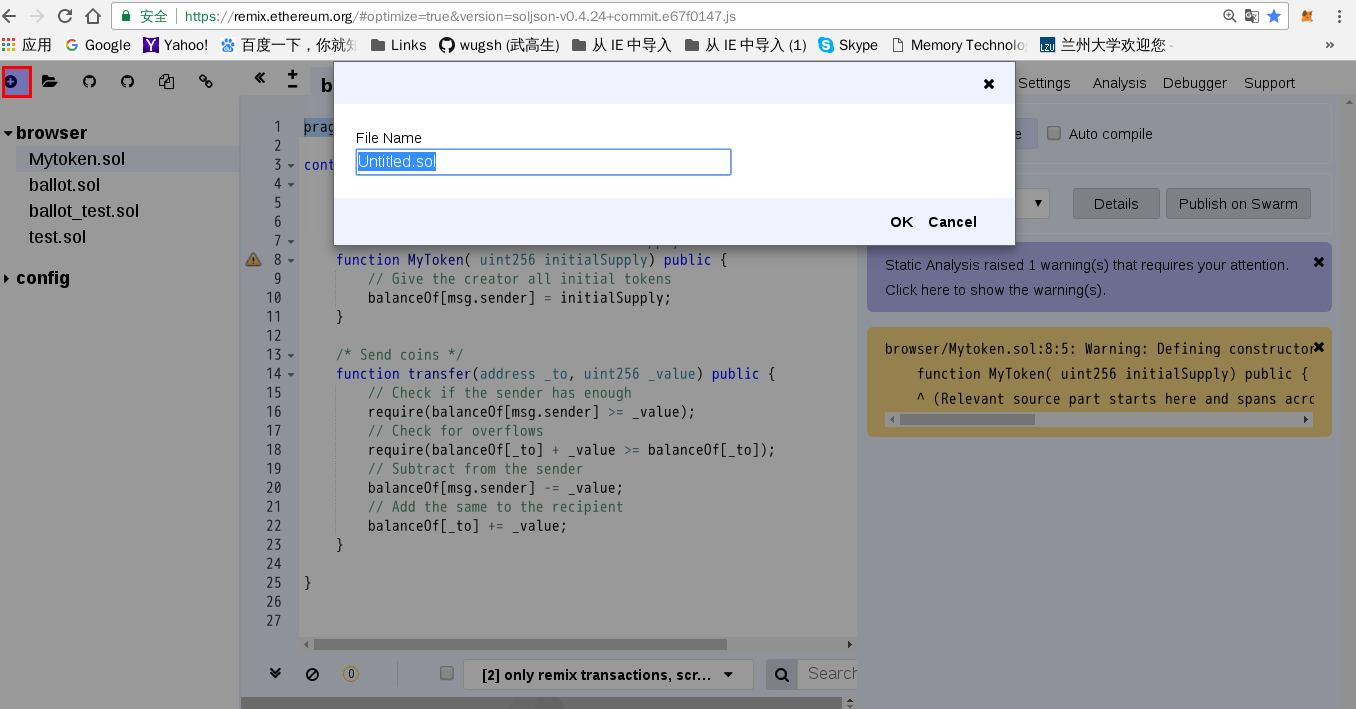 安全 https://remix.ethereum.org/#optimize=true&version=soljson-v0.4.24+commit.e67f0147.js
应用 Google Yahoo! 百度一下，你就知 Links wugsh (武高生) 从 IE 中导入 从 IE 中导入 (1) Skype Memory Technolo 兰州大学欢迎您 - »
b Settings Analysis Debugger Support
browser
Mytoken.sol
ballot.sol
ballot_test.sol
test.sol
config
File Name
Untitled.sol
OK Cancel
1 prag
2
3 cont
4
5
6
7
8 function MyToken( uint256 initialSupply) public {
9 // Give the creator all initial tokens
10 balanceOf[msg.sender] = initialSupply;
11 }
12
13 /* Send coins */
14 function transfer(address _to, uint256 _value) public {
15 // Check if the sender has enough
16 require(balanceOf[msg.sender] >= _value);
17 // Check for overflows
18 require(balanceOf[_to] + _value >= balanceOf[_to]);
19 // Subtract from the sender
20 balanceOf[msg.sender] -= _value;
21 // Add the same to the recipient
22 balanceOf[_to] += _value;
23 }
24
25 }
26
27
0 [2] only remix transactions, scr... Search
e Auto compile
Details Publish on Swarm
Static Analysis raised 1 warning(s) that requires your attention.
Click here to show the warning(s).
browser/Mytoken.sol:8:5: Warning: Defining constructor
function MyToken( uint256 initialSupply) public {
^ (Relevant source part starts here and spans acro